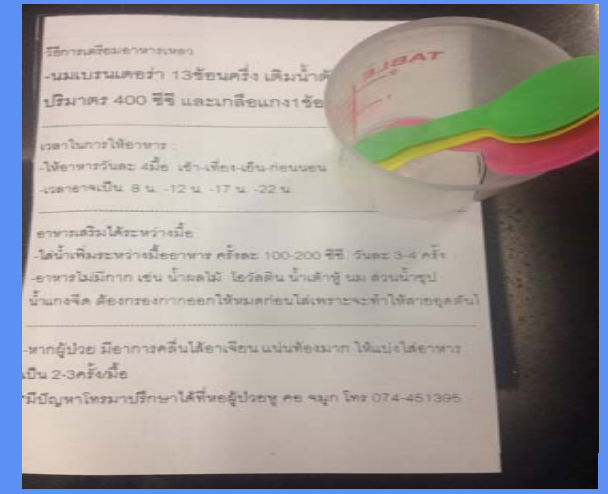 วิธีการเตรียมอาหารเหลว
-นมเบรนเดอร่า 13ช้อนครึ่ง เติมน้ำ
ปริมาตร 400 ซีซี และเกลือแกง1ช้อ
เวลาในการให้อาหาร :
-ให้อาหารวันละ 4มื้อ เช้า-เที่ยง-เย็น-ก่อนนอน
-เวลาอาจเป็น 8 น. -12 น. -17 น. -22 น.
อาหารเสริมได้ระหว่างมื้อ
-ใส่น้ำเพิ่มระหว่างมื้ออาหาร ครั้งละ 100-200 ซีซี. วันละ 3-4 ครั้ง
-อาหารไม่มีกาก เช่น น้ำผลไม้ โอวัลติน น้ำเต้าหู้ นม ส่วนน้ำซุป
น้ำแกงจืด ต้องกรองกากออกให้หมดก่อนใส่เพราะจะทำให้สายอุดตันไ
-หากผู้ป่วย มีอาการคลื่นไส้อาเจียน แน่นท้องมาก ให้แบ่งใส่อาหาร
เป็น 2-3ครั้ง/มื้อ
*มีปัญหาโทรมาปรึกษาได้ที่หอผู้ป่วยหู คอ จมูก โทร 074-451395
TABLE